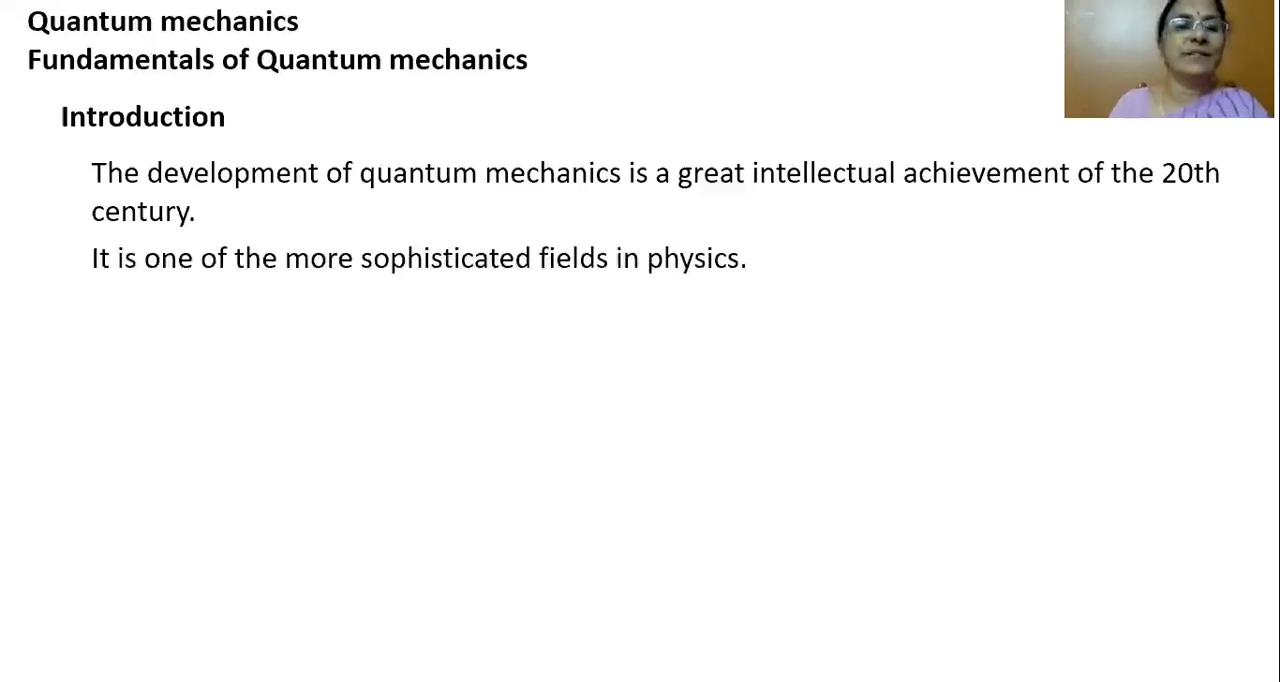 Quantum mechanics
Fundamentals of Quantum mechanics
Introduction
The development of quantum mechanics is a great intellectual achievement of the 20th
century.
It is one of the more sophisticated fields in physics.